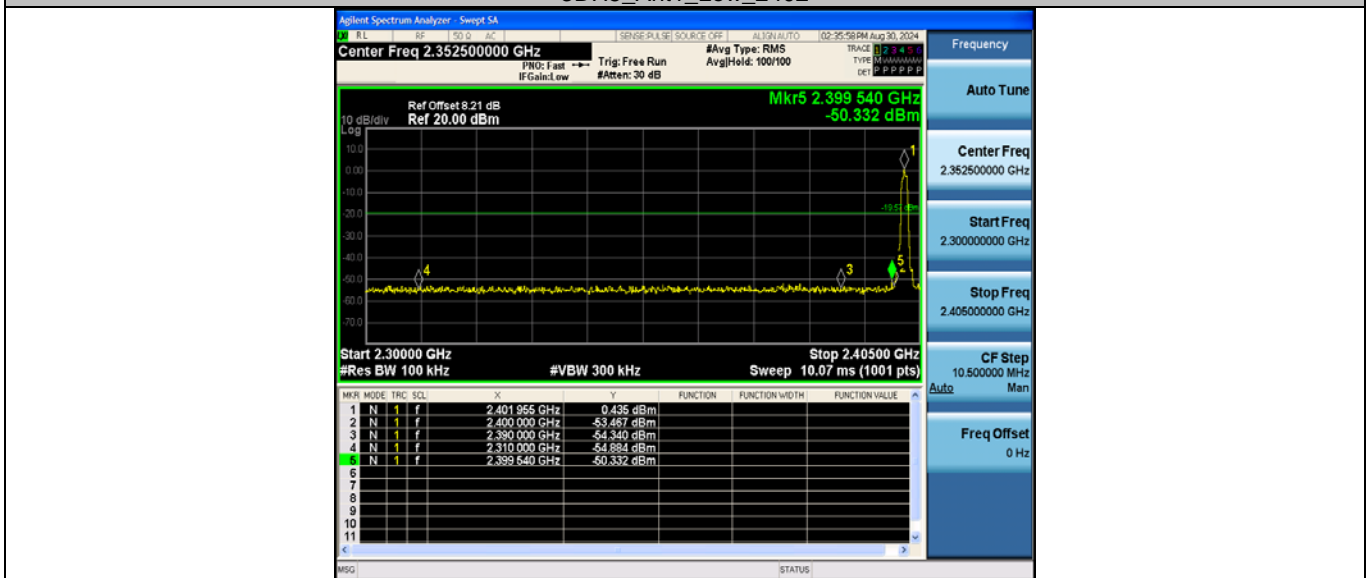 Agilent Spectrum Analyzer - Swept SA
RL RF 50 Ω AC SENSE:PULSE SOURCE OFF ALIGN AUTO 02:35:58 PM Aug 30, 2024
Center Freq 2.352500000 GHz
PNO: Fast
IFGain:Low
Trig: Free Run
#Atten: 30 dB
#Avg Type: RMS
Avg|Hold: 100/100
TRACE 1 2 3 4 5 6
TYPE M
DET P P P P P P
Mkr5 2.399 540 GHz
-50.332 dBm
Ref Offset 8.21 dB
10 dB/div Ref 20.00 dBm
Log
10.0
0.00
-10.0
-20.0
-30.0
-40.0
-50.0
-60.0
-70.0
1
-19.57 dBm
4
3
5
2
Start 2.30000 GHz Stop 2.40500 GHz
#Res BW 100 kHz #VBW 300 kHz Sweep 10.07 ms (1001 pts)
MKR MODE TRC SCL X Y FUNCTION FUNCTION WIDTH FUNCTION VALUE
1 N 1 f 2.401 955 GHz 0.435 dBm
2 N 1 f 2.400 000 GHz -53.467 dBm
3 N 1 f 2.390 000 GHz -54.340 dBm
4 N 1 f 2.310 000 GHz -54.884 dBm
5 N 1 f 2.399 540 GHz -50.332 dBm
6
7
8
9
10
11
MSG STATUS
Frequency
Auto Tune
Center Freq
2.352500000 GHz
Start Freq
2.300000000 GHz
Stop Freq
2.405000000 GHz
CF Step
10.500000 MHz
Auto Man
Freq Offset
0 Hz